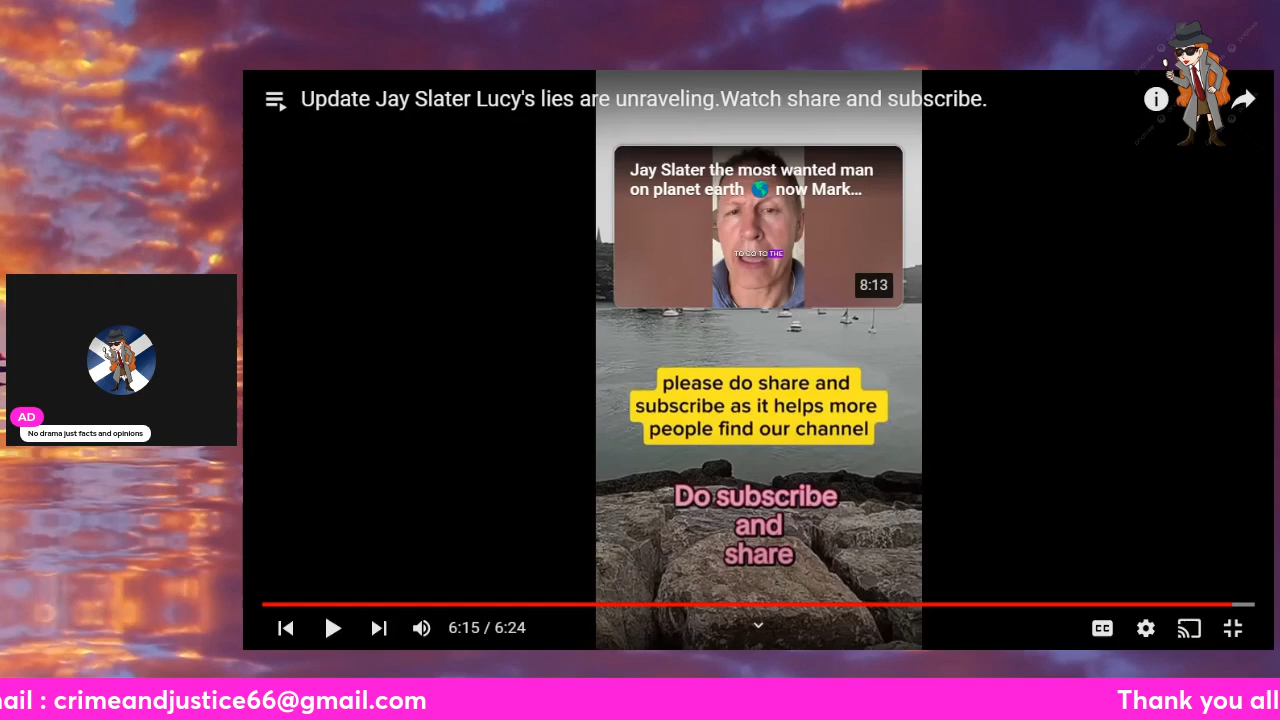 Update Jay Slater Lucy's lies are unraveling.Watch share and subscribe.
Jay Slater the most wanted man
on planet earth 🌎 now Mark...
TO GO TO THE
8:13
please do share and
subscribe as it helps more
people find our channel
Do subscribe
and
share
AD
No drama just facts and opinions
6:15 / 6:24
CC
ail : crimeandjustice66@gmail.com
Thank you all